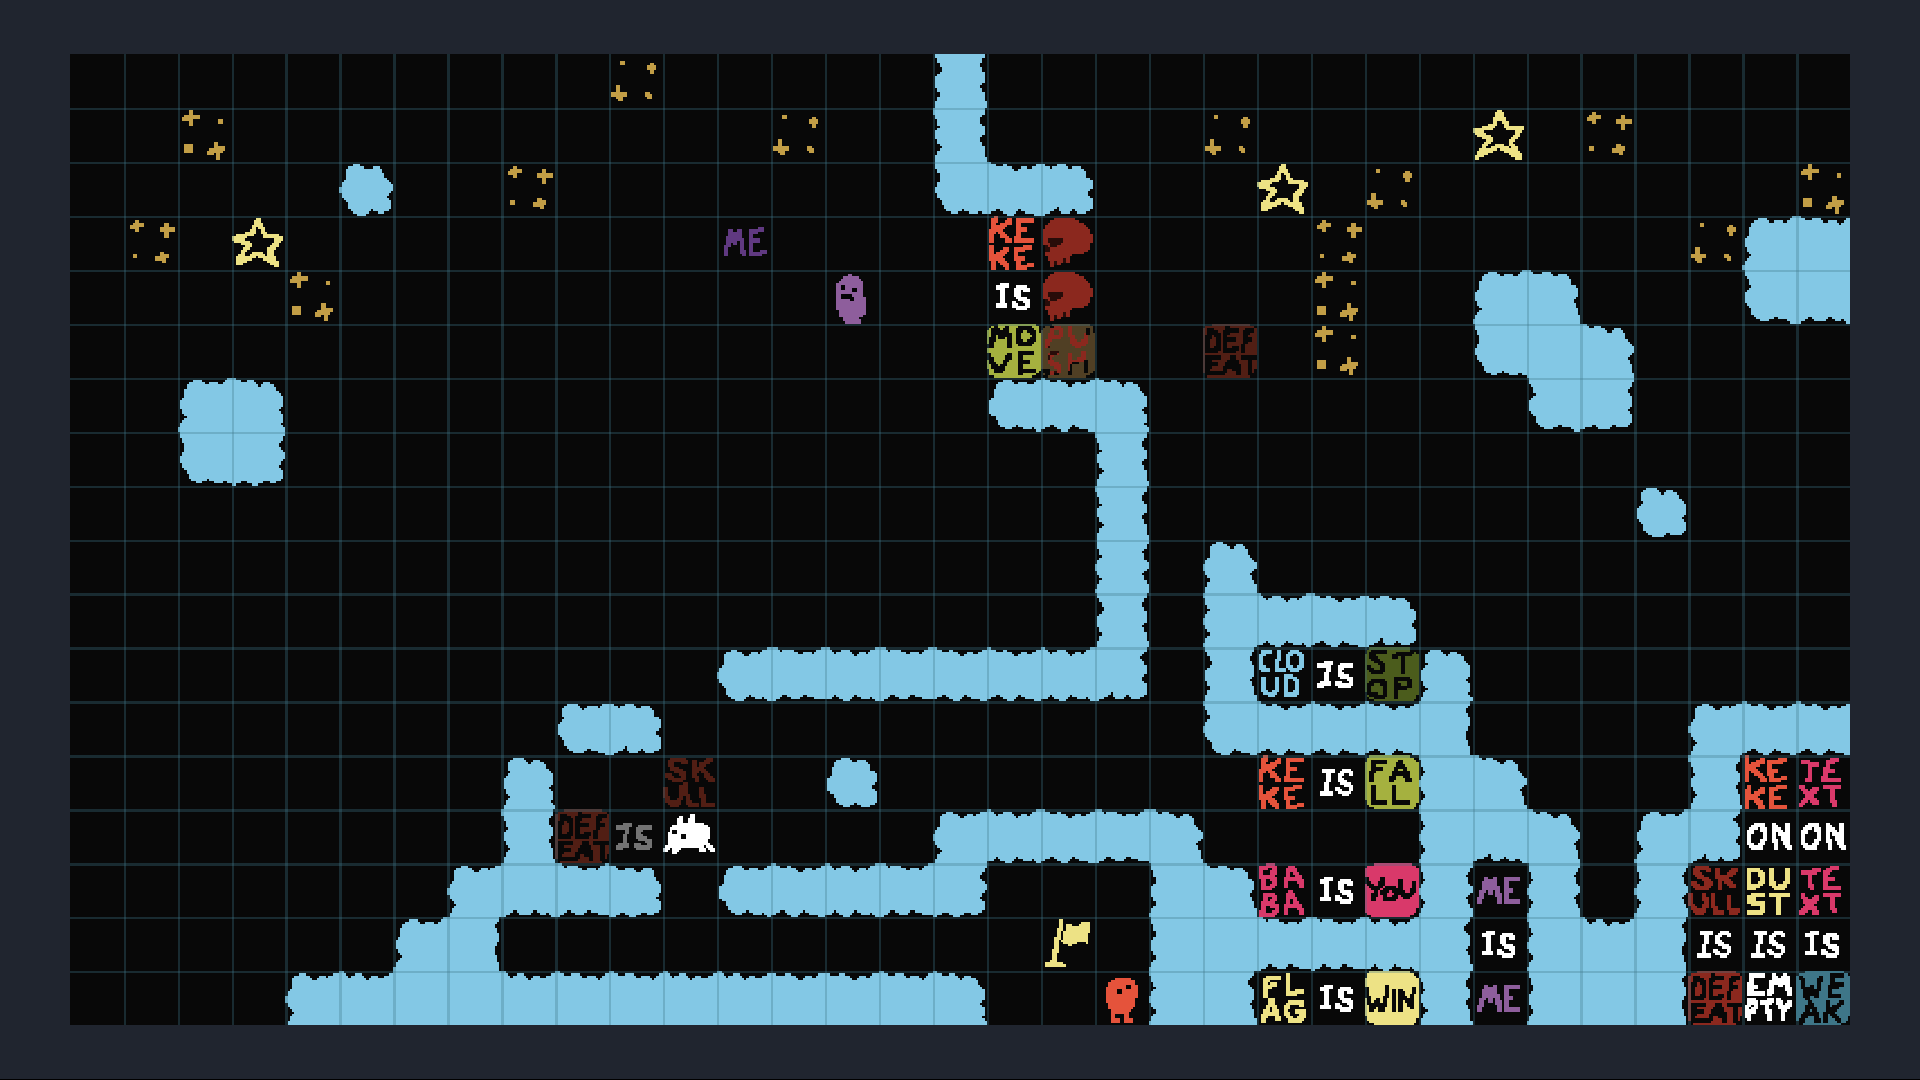 ME
KEKE
IS
MOVE PUSH
DEFEAT
CLOUD IS STOP
SKULL
KEKE IS FALL
KEKE TEXT
DEFEAT IS
ON ON
BABA IS YOU
ME
SKULL DUST TEXT
IS
IS IS IS
FLAG IS WIN
ME
DEFEAT EMPTY WEAK